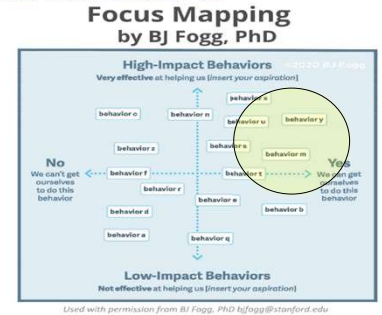 Focus Mapping
by BJ Fogg, PhD
©2020 BJ Fogg
High-Impact Behaviors
Very effective at helping us [insert your aspiration]
behavior x
behavior c
behavior n
behavior u
behavior y
behavior z
behavior s
behavior m
No
We can't get
ourselves
to do this
behavior
behavior f
behavior t
Yes
We can get
ourselves
to do this
behavior
behavior r
behavior e
behavior d
behavior b
behavior a
behavior q
Low-Impact Behaviors
Not effective at helping us [insert your aspiration]
Used with permission from BJ Fogg, PhD bjfogg@stanford.edu